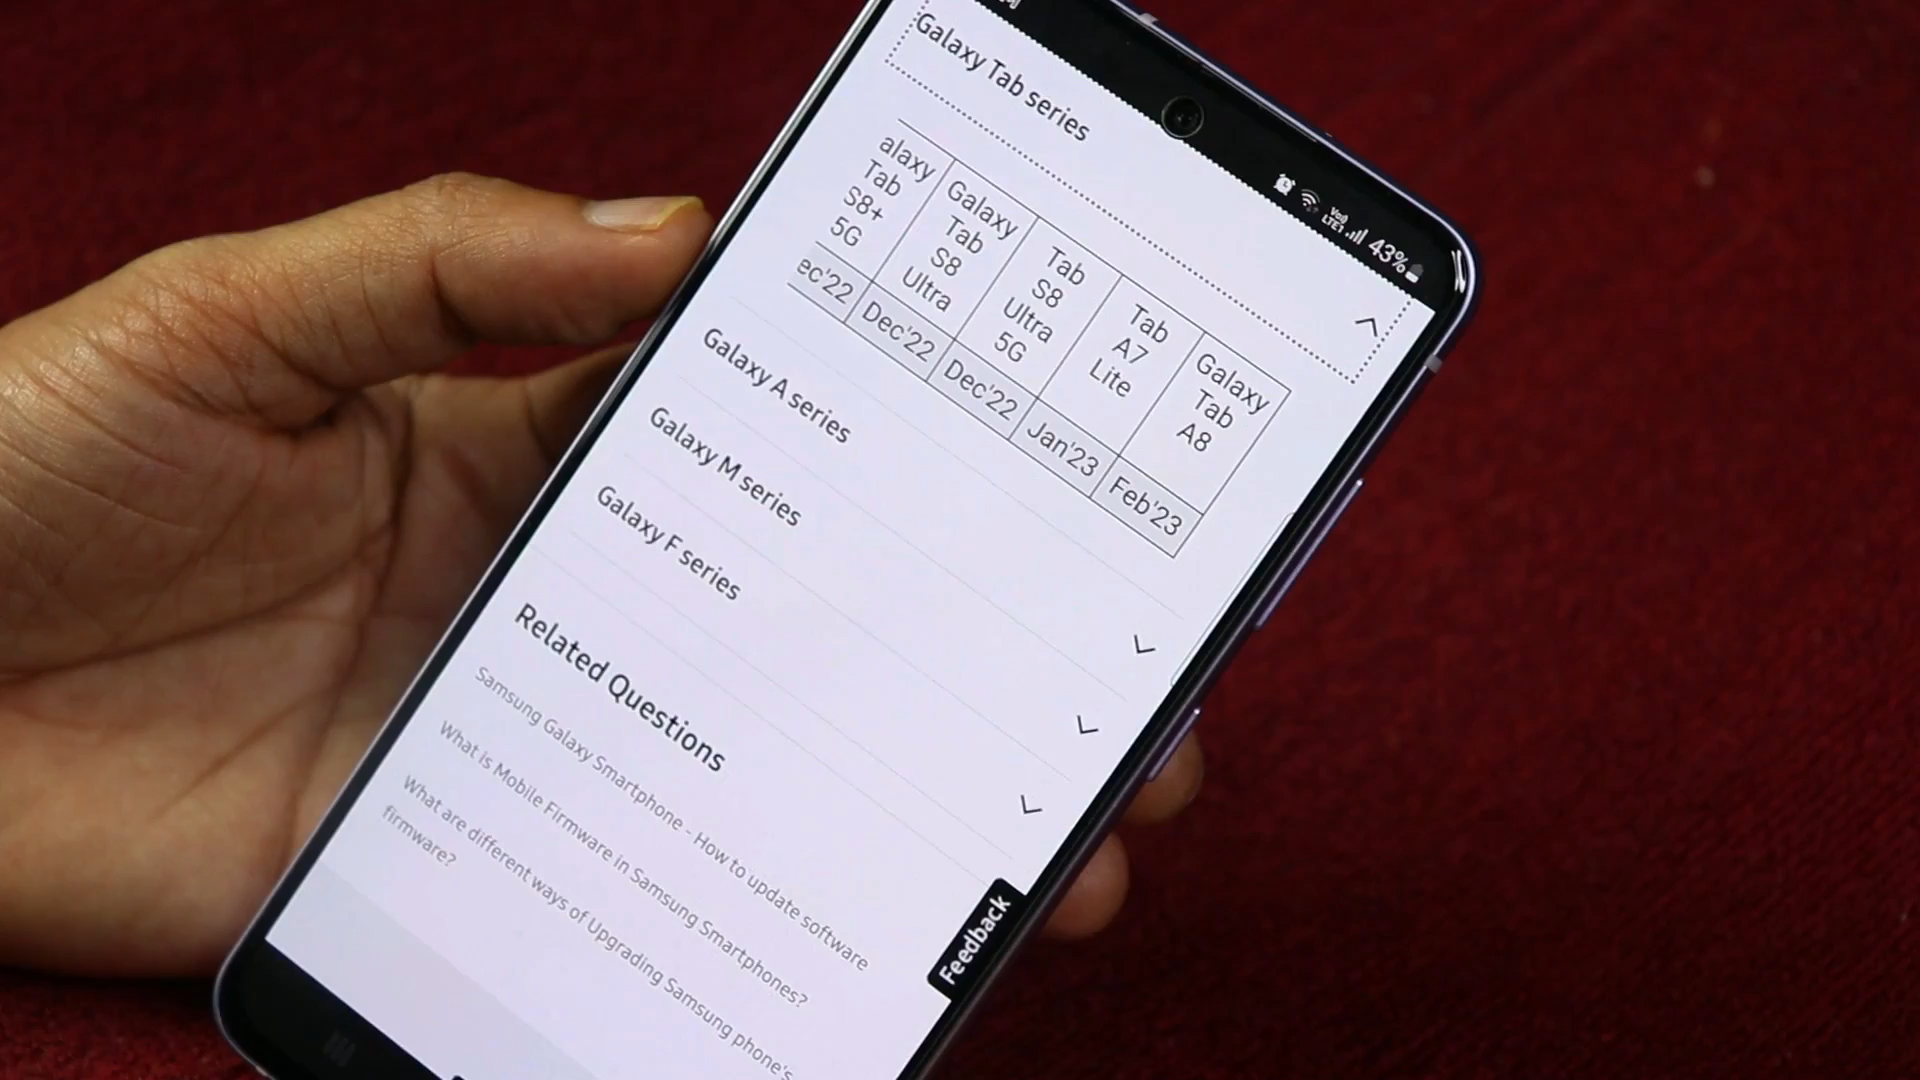 VoD
LTE1
43%
Galaxy Tab series
alaxy
Tab
S8+
5G
Galaxy
Tab
S8
Ultra
Tab
S8
Ultra
5G
Tab
A7
Lite
Galaxy
Tab
A8
ec'22
Dec'22
Dec'22
Jan'23
Feb'23
Galaxy A series
Galaxy M series
Galaxy F series
Related Questions
Samsung Galaxy Smartphone - How to update software
What is Mobile Firmware in Samsung Smartphones?
What are different ways of Upgrading Samsung phone's
firmware?
Feedback